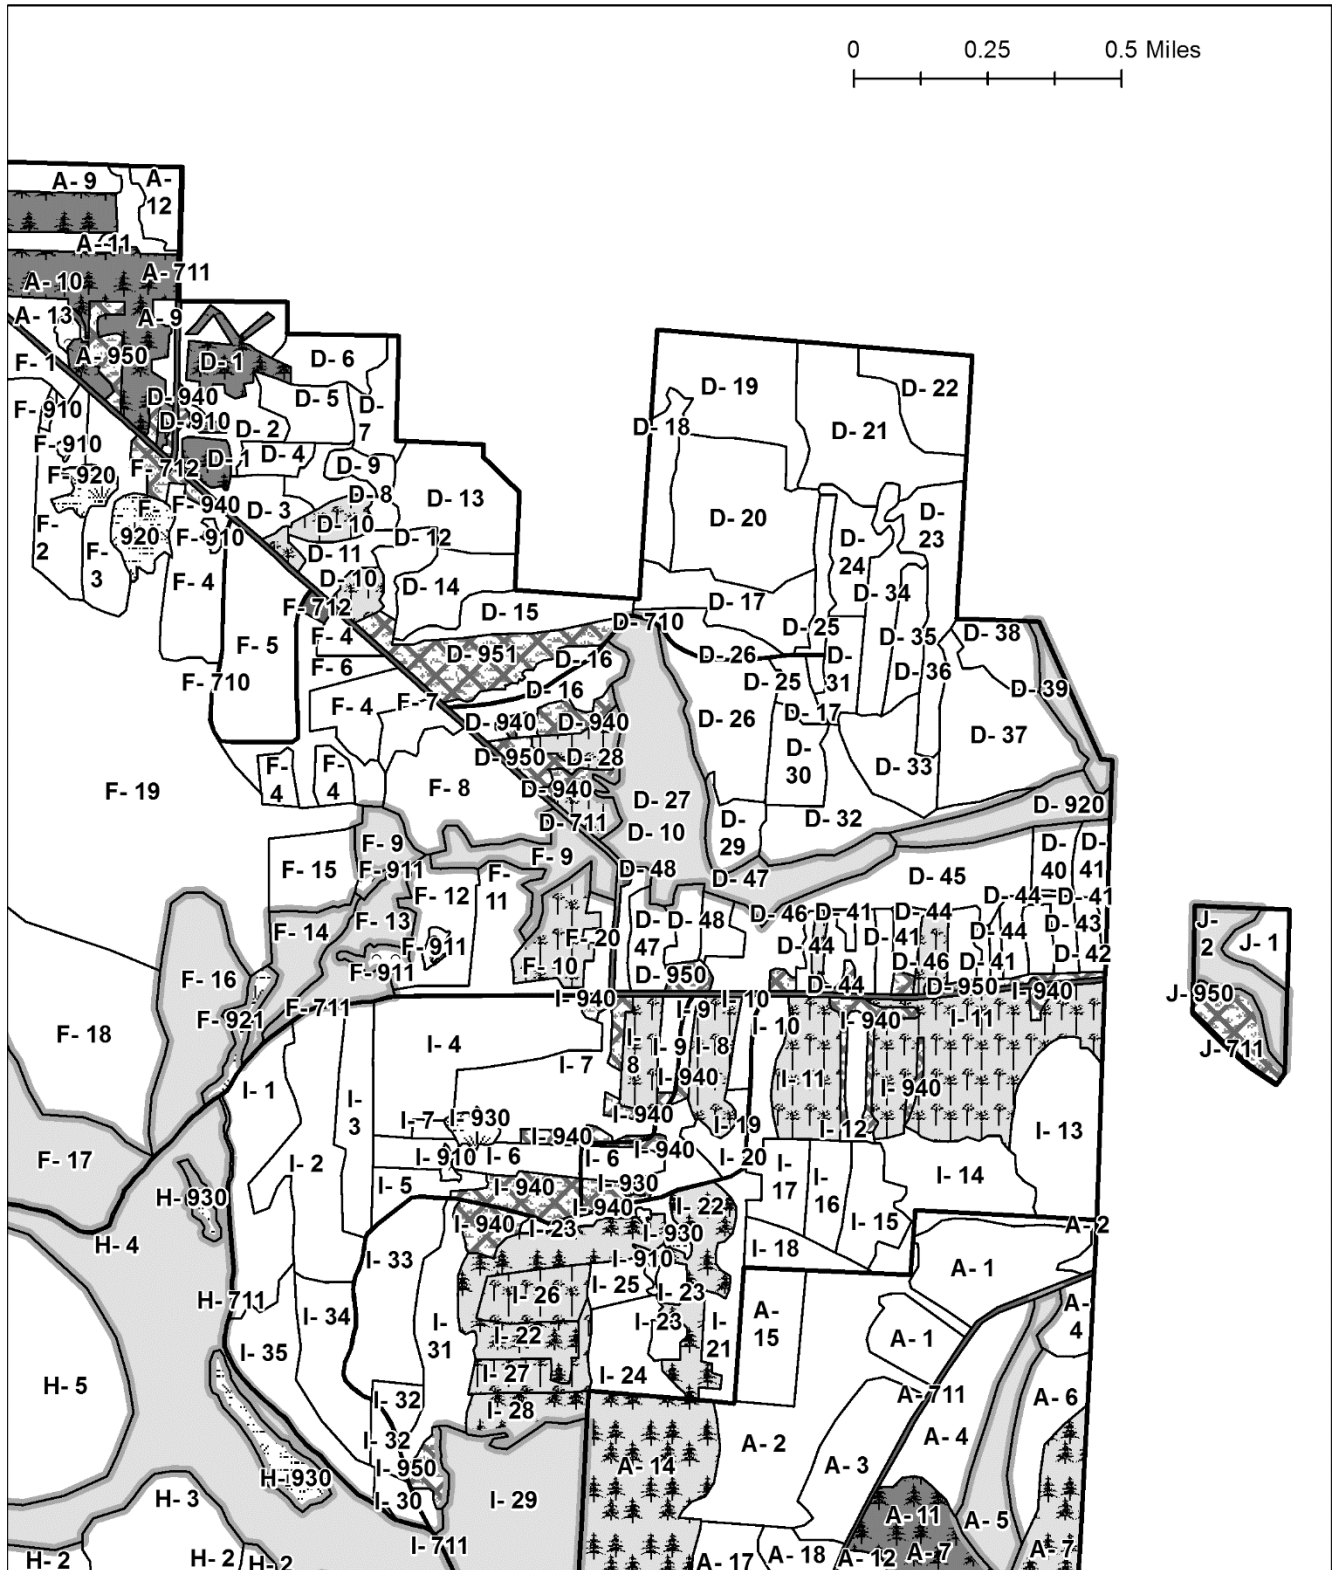 0 0.25 0.5 Miles
A- 9
A-
12
A- 11
A- 711
A- 10
A- 13
A- 9
F- 1
A- 950
D- 1
D- 6
D- 940
D- 5
F- 910
D- 910
D- 2
D-
7
F- 910
F- 712
D- 1
D- 4
D- 9
F- 920
F- 940
D- 3
D- 8
D- 13
F-
2
F-
920
F- 910
D- 10
D- 12
F-
3
D- 11
F- 4
D- 10
D- 14
F- 712
D- 15
F- 4
F- 5
F- 6
D- 951
D- 710
D- 16
F- 710
F- 4
F- 7
D- 16
D- 940
D- 940
D- 950
D- 28
D- 19
D- 22
D- 18
D- 21
D- 20
D-
23
D-
24
D- 34
D- 17
D- 25
D- 35
D- 38
D- 26
D- 25
D-
31
D- 36
D- 39
D- 26
D- 17
D- 37
D-
30
D- 33
F- 19
F-
4
F-
4
F- 8
D- 940
D- 711
D- 27
D- 10
D-
29
D- 32
D- 920
F- 9
F- 9
F- 15
F- 911
D- 48
D- 47
D- 45
D-
40
D-
41
F- 12
F-
11
F- 13
F- 14
F- 911
F- 20
D-
47
D- 48
D- 46
D- 41
D- 44
D- 44
D- 41
D- 44
D-
41
D- 44
D- 43
F- 911
F- 10
D- 950
D- 46
D- 41
D- 42
F- 16
D- 44
D- 950
J-
2
J- 1
J- 950
J- 711
F- 921
F- 711
I- 940
I- 9
I- 10
I- 940
F- 18
I- 4
I- 7
I-
8
I- 9
I- 8
I- 10
I- 940
I- 11
I- 1
I- 940
I- 11
I- 940
I-
3
I- 7
I- 930
I- 940
I- 940
I- 19
I- 12
I- 13
F- 17
I- 2
I- 910
I- 6
I- 6
I- 940
I- 20
I-
17
I-
16
I- 14
H- 930
I- 5
I- 940
I- 930
I- 940
I- 22
I- 15
A- 2
H- 4
I- 940
I- 23
I- 930
I- 33
I- 910
I- 18
A- 1
H- 711
I- 34
I- 26
I- 25
I- 23
A-
15
A-
4
I-
31
I- 22
I- 23
I-
21
A- 1
I- 35
I- 27
I- 24
H- 5
I- 32
I- 28
A- 711
A- 6
I- 32
A- 2
A- 4
I- 950
A- 14
A- 3
H- 930
H- 3
I- 30
I- 29
A- 11
A- 5
I- 711
H- 2
H- 2
H- 2
A- 17
A- 18
A- 12
A- 7
A- 7